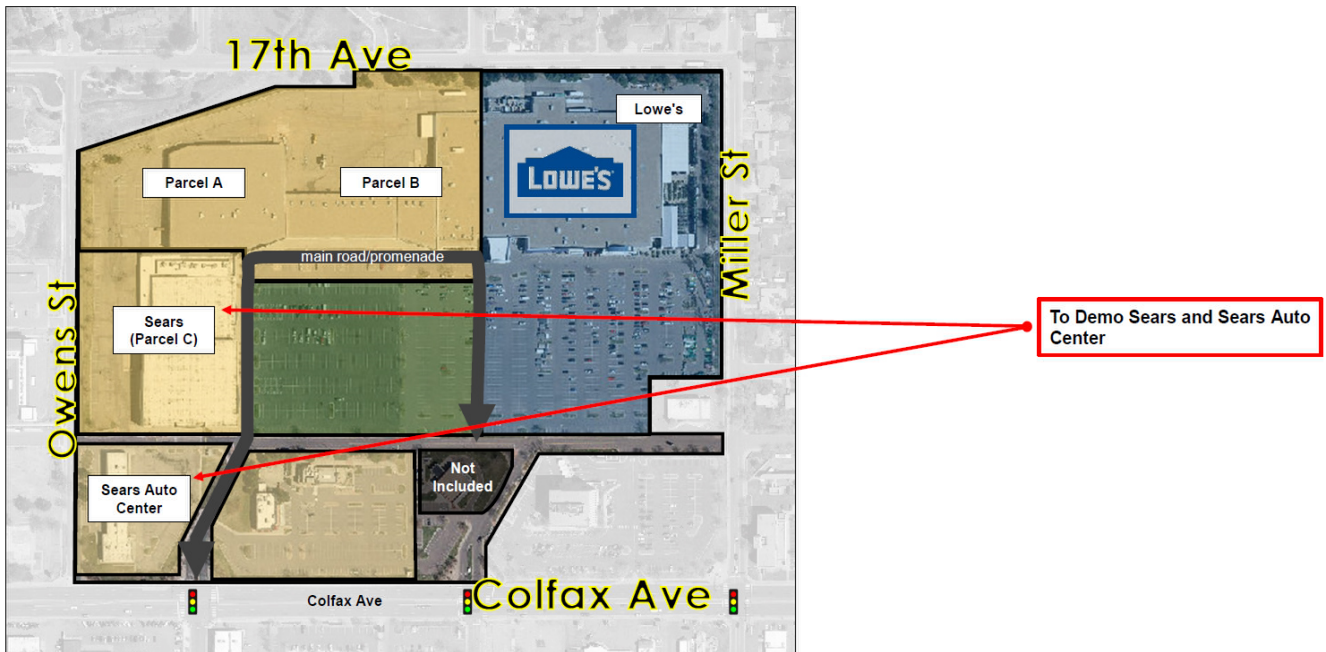 17th Ave
Lowe's
LOWE'S
Parcel A
Parcel B
Miller St
main road/promenade
Owens St
Sears
(Parcel C)
To Demo Sears and Sears Auto
Center
Not
Included
Sears Auto
Center
Colfax Ave
Colfax Ave